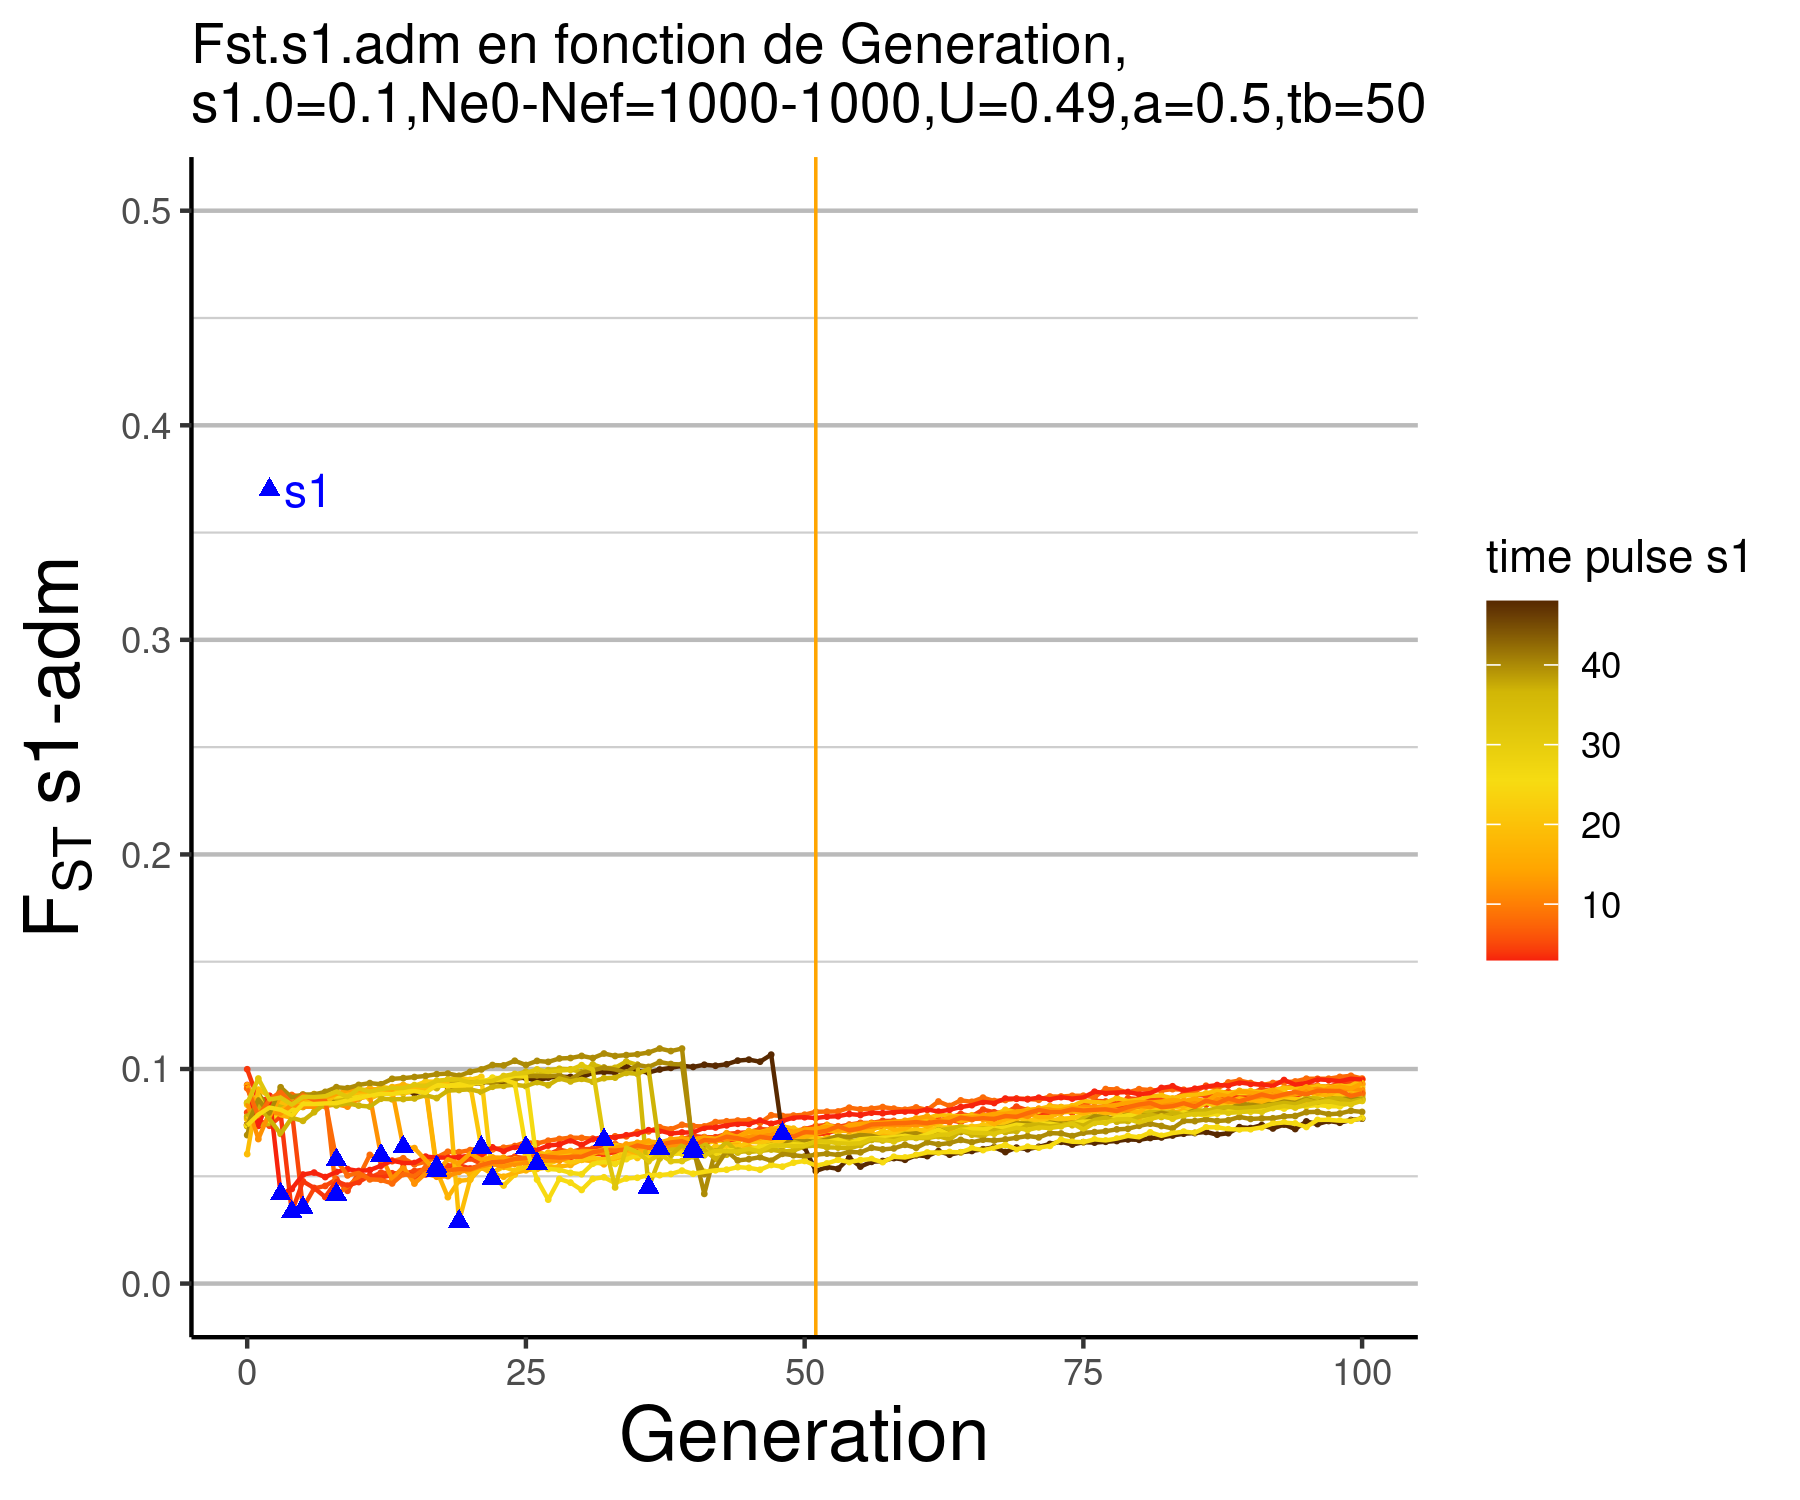 Fst.s1.adm en fonction de Generation,
s1.0=0.1,Ne0-Nef=1000-1000,U=0.49,a=0.5,tb=50
0.5
0.4
s1
0.3
0.2
0.1
0.0
F_ST s1-adm
0
25
50
75
100
Generation
time pulse s1
40
30
20
10